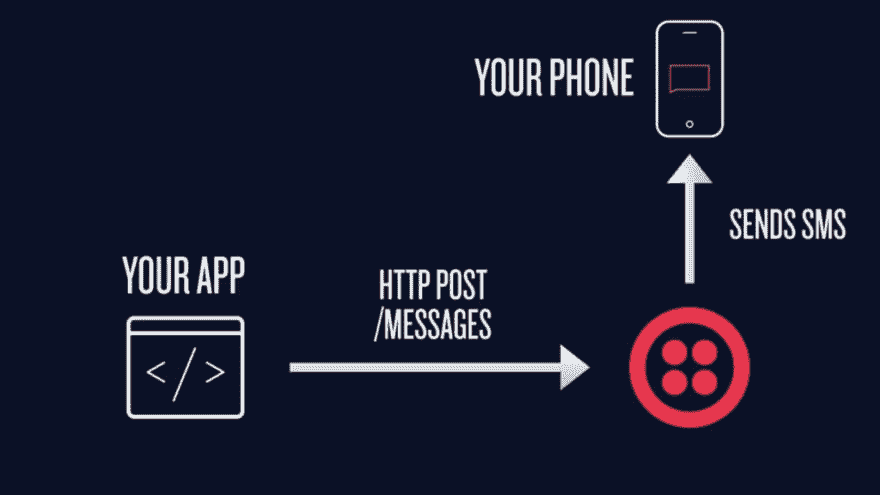 YOUR PHONE
SENDS SMS
YOUR APP
</>
HTTP POST
/MESSAGES